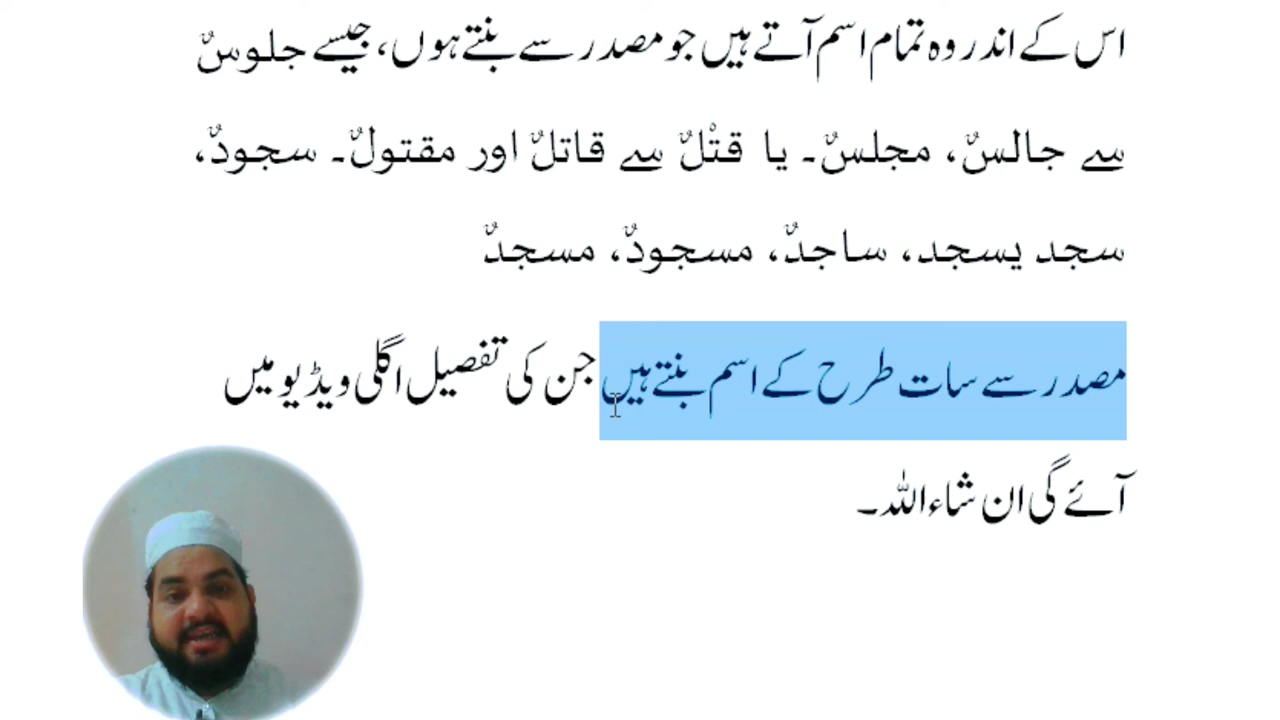 اس کے اندر وہ تمام اسم آتے ہیں جو مصدر سے بنتے ہوں، جیسے جلوسٌ
سے جالسٌ، مجلسٌ۔ یا قتْلٌ سے قاتلٌ اور مقتولٌ۔ سجودٌ،
سجد یسجد، ساجدٌ، مسجودٌ، مسجدٌ
مصدر سے سات طرح کے اسم بنتے ہیں جن کی تفصیل اگلی ویڈیو میں
آئے گی ان شاء اللہ۔